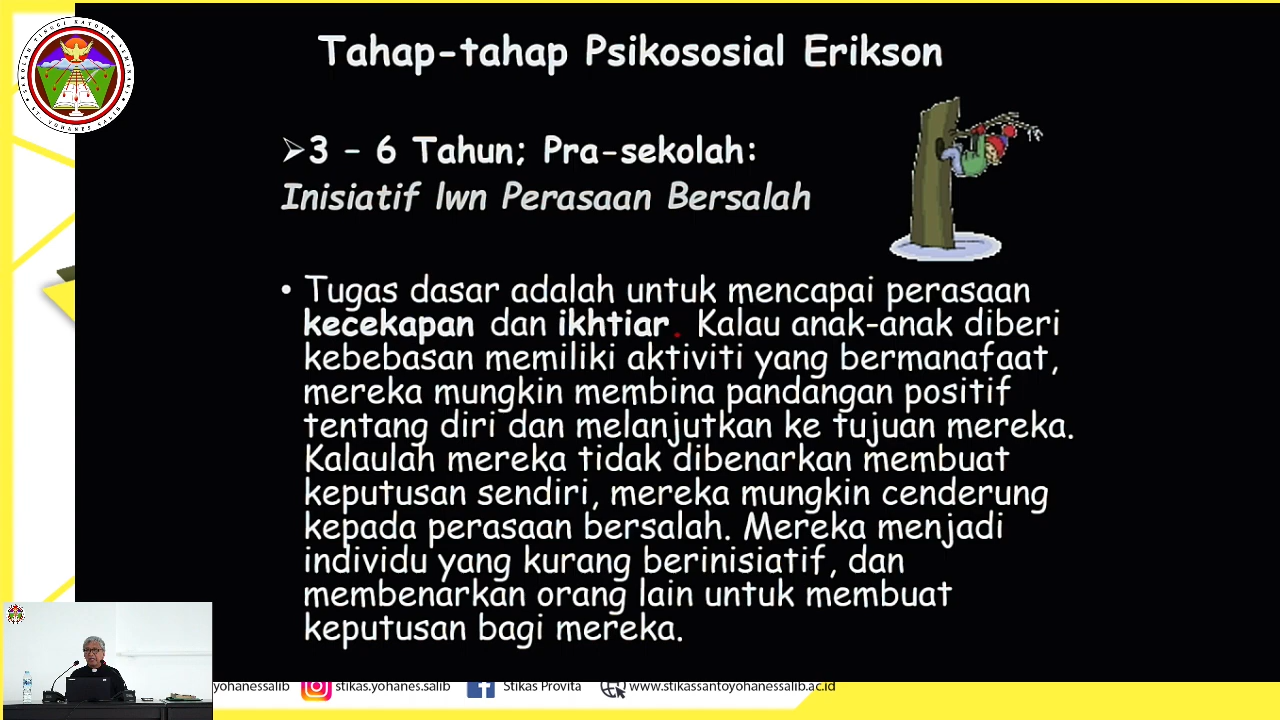 Tahap-tahap Psikososial Erikson
3 – 6 Tahun; Pra-sekolah:
Inisiatif lwn Perasaan Bersalah
• Tugas dasar adalah untuk mencapai perasaan
kecekapan dan ikhtiar. Kalau anak-anak diberi
kebebasan memiliki aktiviti yang bermanafaat,
mereka mungkin membina pandangan positif
tentang diri dan melanjutkan ke tujuan mereka.
Kalaulah mereka tidak dibenarkan membuat
keputusan sendiri, mereka mungkin cenderung
kepada perasaan bersalah. Mereka menjadi
individu yang kurang berinisiatif, dan
membenarkan orang lain untuk membuat
keputusan bagi mereka.
yohanessalib stikas.yohanes.salib Stikas Provita www.stikassantoyohanessalib.ac.id